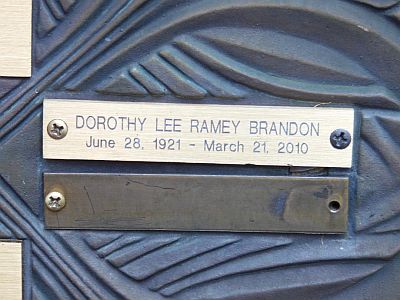 DOROTHY LEE RAMEY BRANDON
June 28, 1921 - March 21, 2010